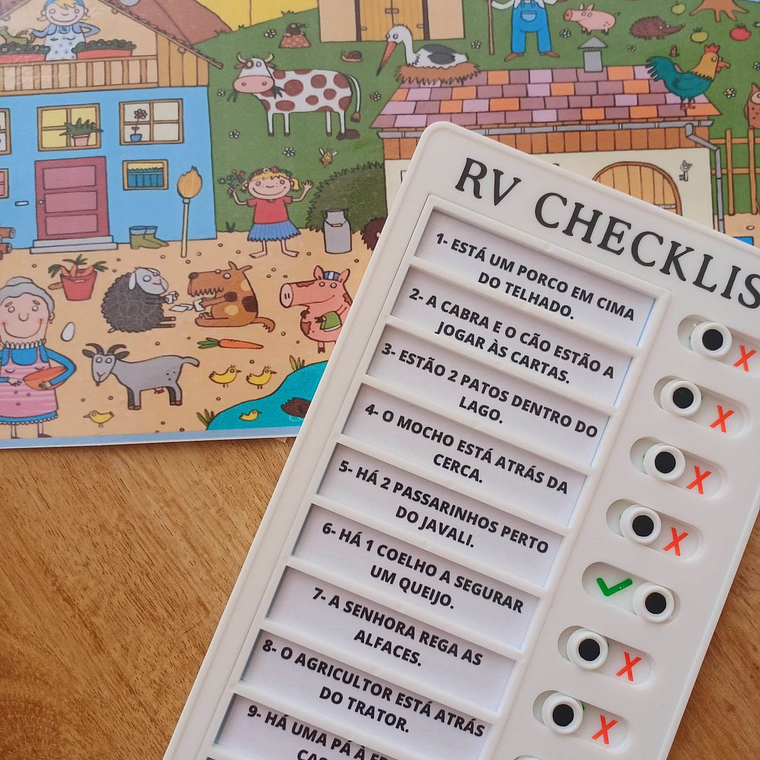 RV CHECKLIS
1- ESTÁ UM PORCO EM CIMA
DO TELHADO.
2- A CABRA E O CÃO ESTÃO A
JOGAR ÀS CARTAS.
3- ESTÃO 2 PATOS DENTRO DO
LAGO.
4- O MOCHO ESTÁ ATRÁS DA
CERCA.
5- HÁ 2 PASSARINHOS PERTO
DO JAVALI.
6- HÁ 1 COELHO A SEGURAR
UM QUEIJO.
7- A SENHORA REGA AS
ALFACES.
8- O AGRICULTOR ESTÁ ATRÁS
DO TRATOR.
9- HÁ UMA PÁ À